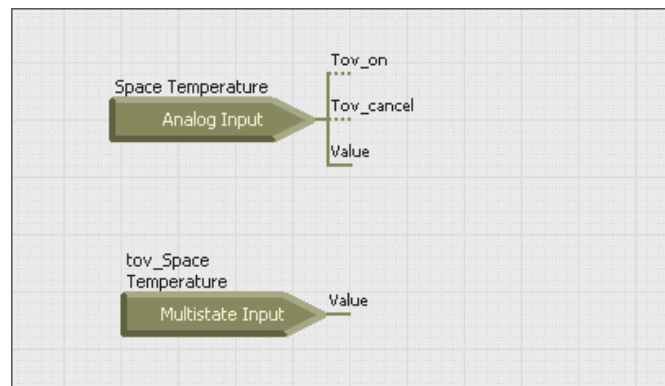 Tov_on
Space Temperature
Tov_cancel
Analog Input
Value
tov_Space
Temperature
Value
Multistate Input